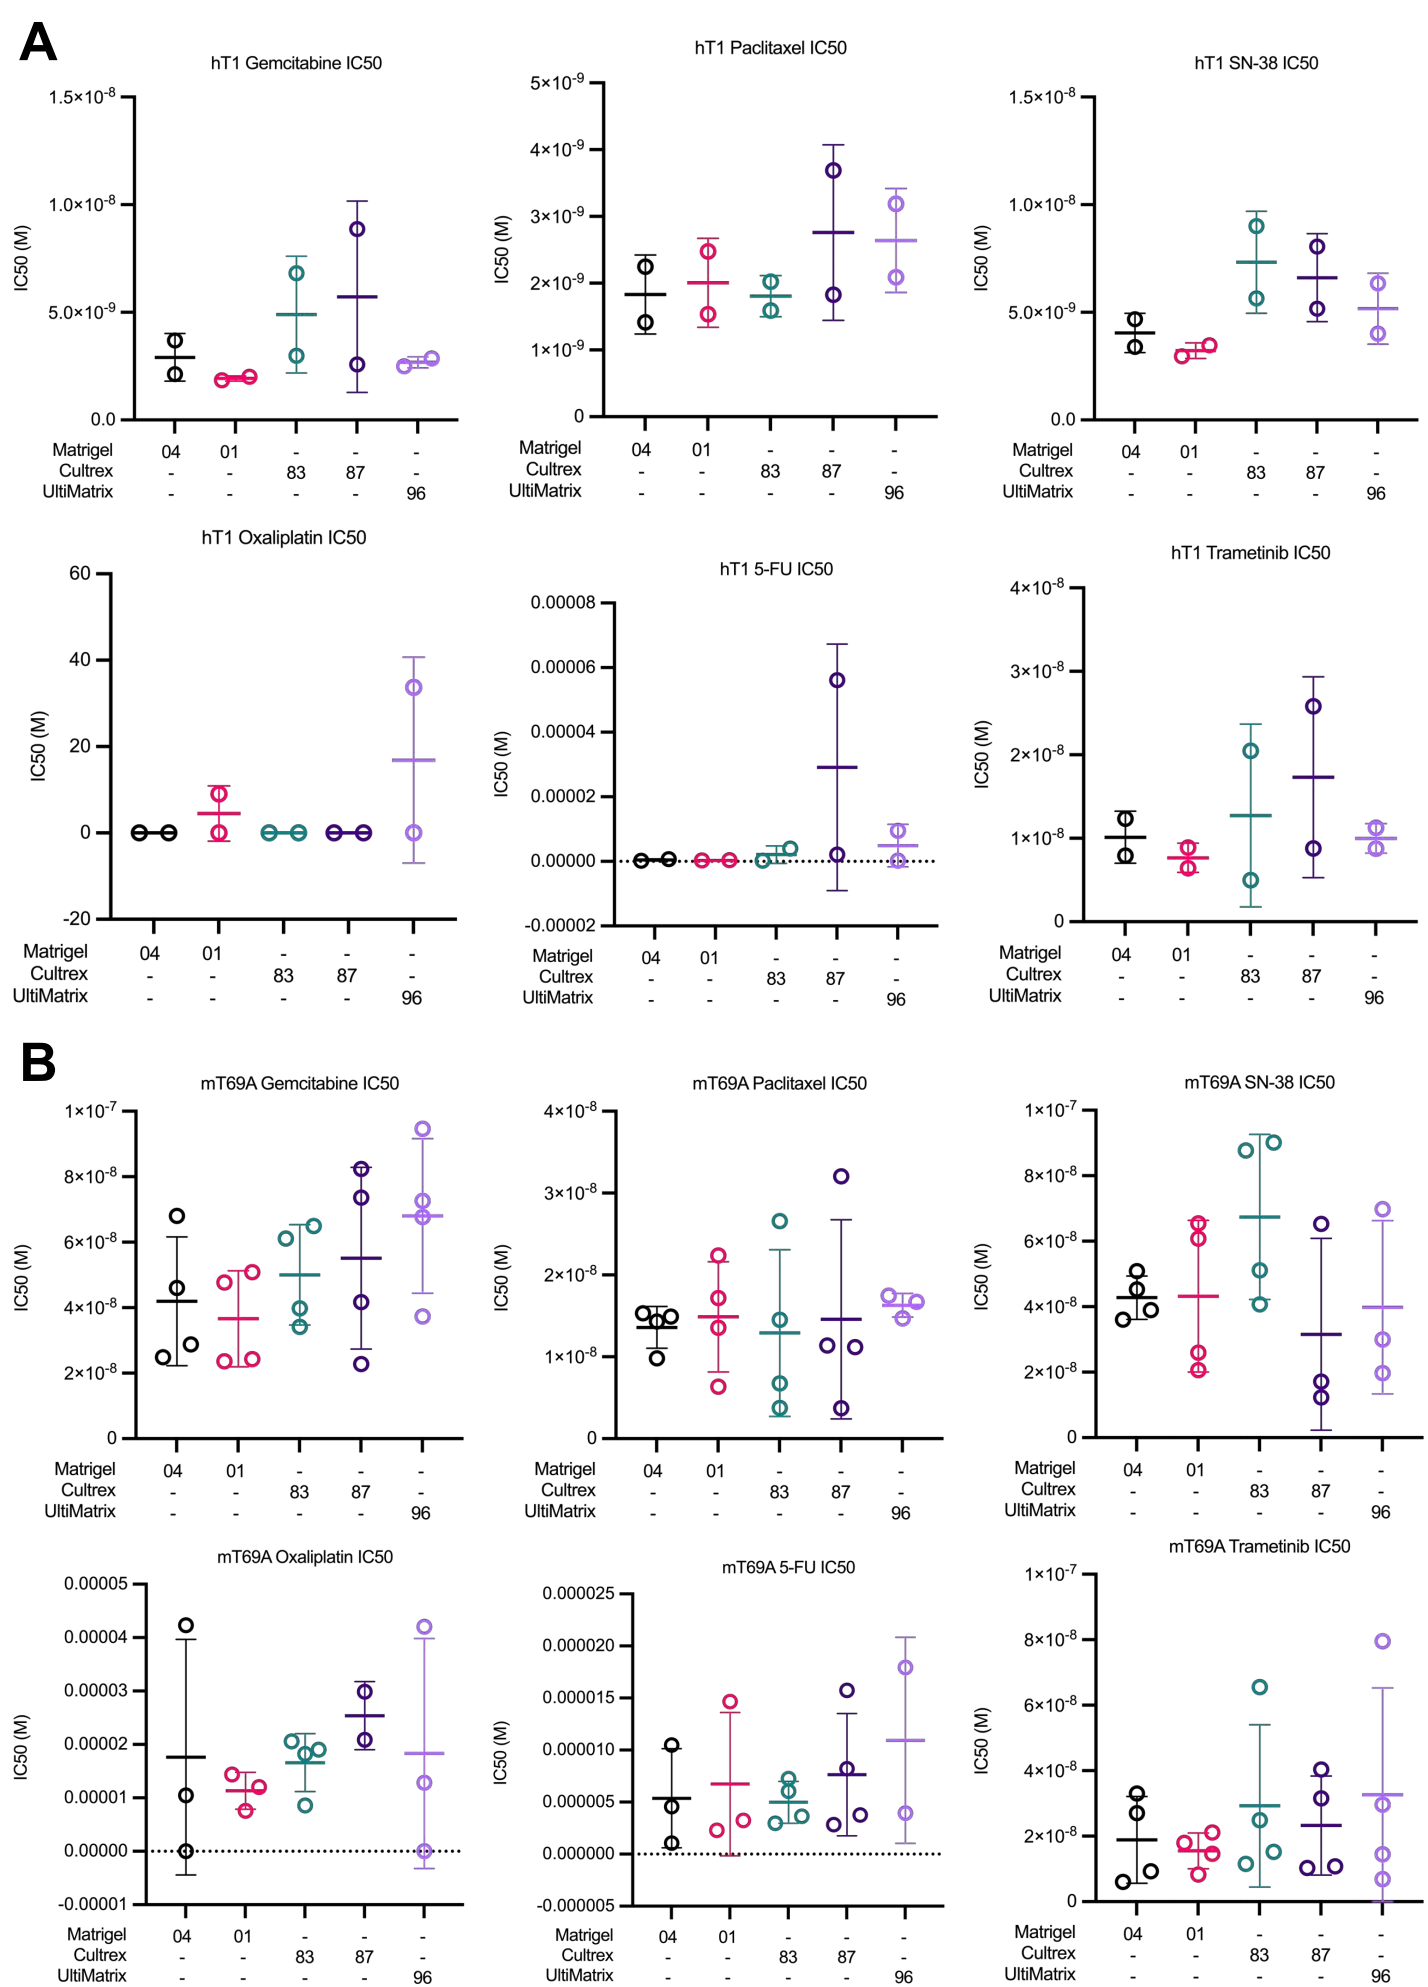 A
hT1 Gemcitabine IC50
IC50 (M)
1.5×10⁻⁸
1.0×10⁻⁸
5.0×10⁻⁹
0.0
Matrigel 04 01 - - -
Cultrex - - 83 87 -
UltiMatrix - - - - 96
hT1 Paclitaxel IC50
IC50 (M)
5×10⁻⁹
4×10⁻⁹
3×10⁻⁹
2×10⁻⁹
1×10⁻⁹
0
Matrigel 04 01 - - -
Cultrex - - 83 87 -
UltiMatrix - - - - 96
hT1 SN-38 IC50
IC50 (M)
1.5×10⁻⁸
1.0×10⁻⁸
5.0×10⁻⁹
0.0
Matrigel 04 01 - - -
Cultrex - - 83 87 -
UltiMatrix - - - - 96
hT1 Oxaliplatin IC50
IC50 (M)
60
40
20
0
-20
Matrigel 04 01 - - -
Cultrex - - 83 87 -
UltiMatrix - - - - 96
hT1 5-FU IC50
IC50 (M)
0.00008
0.00006
0.00004
0.00002
0.00000
-0.00002
Matrigel 04 01 - - -
Cultrex - - 83 87 -
UltiMatrix - - - - 96
hT1 Trametinib IC50
IC50 (M)
4×10⁻⁸
3×10⁻⁸
2×10⁻⁸
1×10⁻⁸
0
Matrigel 04 01 - - -
Cultrex - - 83 87 -
UltiMatrix - - - - 96
B
mT69A Gemcitabine IC50
IC50 (M)
1×10⁻⁷
8×10⁻⁸
6×10⁻⁸
4×10⁻⁸
2×10⁻⁸
0
Matrigel 04 01 - - -
Cultrex - - 83 87 -
UltiMatrix - - - - 96
mT69A Paclitaxel IC50
IC50 (M)
4×10⁻⁸
3×10⁻⁸
2×10⁻⁸
1×10⁻⁸
0
Matrigel 04 01 - - -
Cultrex - - 83 87 -
UltiMatrix - - - - 96
mT69A SN-38 IC50
IC50 (M)
1×10⁻⁷
8×10⁻⁸
6×10⁻⁸
4×10⁻⁸
2×10⁻⁸
0
Matrigel 04 01 - - -
Cultrex - - 83 87 -
UltiMatrix - - - - 96
mT69A Oxaliplatin IC50
IC50 (M)
0.00005
0.00004
0.00003
0.00002
0.00001
0.00000
-0.00001
Matrigel 04 01 - - -
Cultrex - - 83 87 -
UltiMatrix - - - - 96
mT69A 5-FU IC50
IC50 (M)
0.000025
0.000020
0.000015
0.000010
0.000005
0.000000
-0.000005
Matrigel 04 01 - - -
Cultrex - - 83 87 -
UltiMatrix - - - - 96
mT69A Trametinib IC50
IC50 (M)
1×10⁻⁷
8×10⁻⁸
6×10⁻⁸
4×10⁻⁸
2×10⁻⁸
0
Matrigel 04 01 - - -
Cultrex - - 83 87 -
UltiMatrix - - - - 96